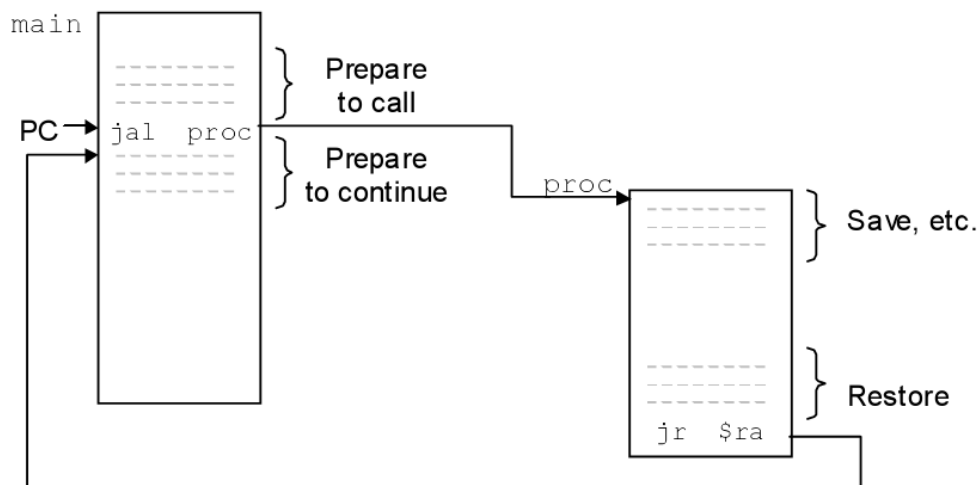 main
Prepare
to call
PC
jal proc
Prepare
to continue
proc
Save, etc.
Restore
jr $ra